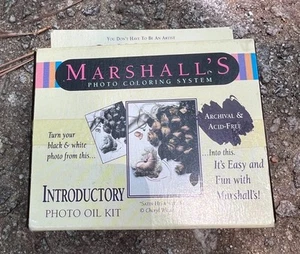 YOU DON'T HAVE TO BE AN ARTIST
MARSHALL'S
PHOTO COLORING SYSTEM
ARCHIVAL &
ACID-FREE
Turn your
black & white
photo from this...
...Into this.
It's Easy and
Fun with
Marshall's!
INTRODUCTORY
PHOTO OIL KIT
© Cheryl